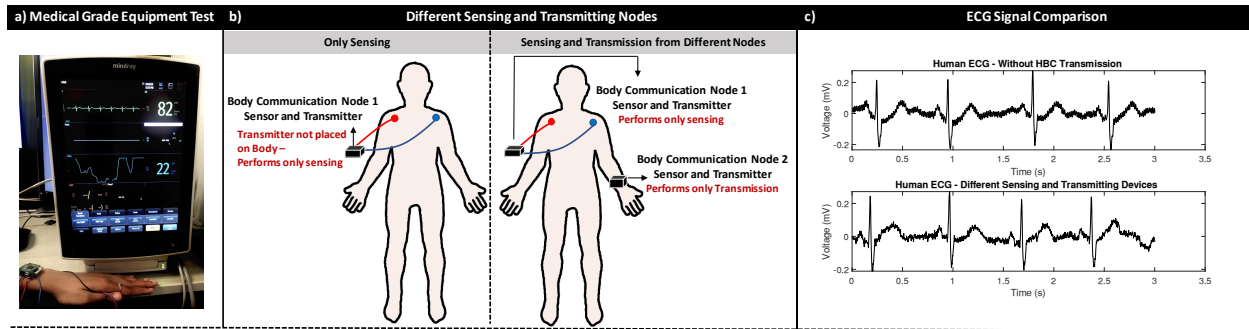 a) Medical Grade Equipment Test
mindray
82
22
b)
Different Sensing and Transmitting Nodes
Only Sensing
Body Communication Node 1
Sensor and Transmitter
Transmitter not placed
on Body –
Performs only sensing
Sensing and Transmission from Different Nodes
Body Communication Node 1
Sensor and Transmitter
Performs only sensing
Body Communication Node 2
Sensor and Transmitter
Performs only Transmission
c)
ECG Signal Comparison
Human ECG - Without HBC Transmission
Voltage (mV)
0.2
0
-0.2
0 0.5 1 1.5 2 2.5 3 3.5
Time (s)
Human ECG - Different Sensing and Transmitting Devices
Voltage (mV)
0.2
0
-0.2
0 0.5 1 1.5 2 2.5 3 3.5
Time (s)